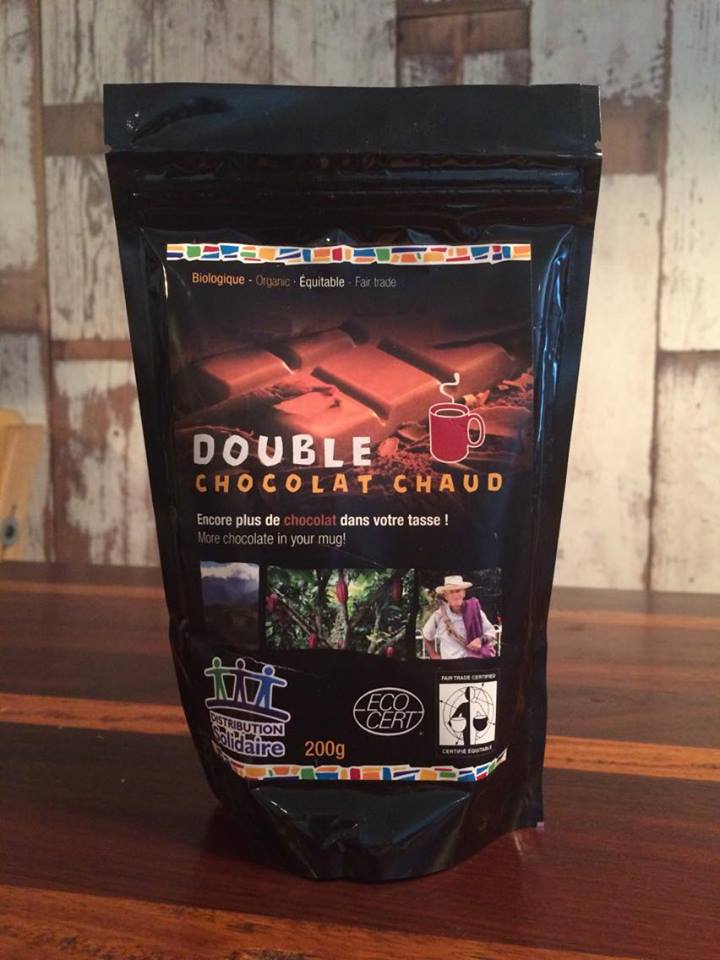 Biologique - Organic - Équitable - Fair trade
DOUBLE
CHOCOLAT CHAUD
Encore plus de chocolat dans votre tasse !
More chocolate in your mug!
DISTRIBUTION
Solidaire
200g
ECO
CERT
FAIR TRADE CERTIFIED
CERTIFIÉ ÉQUITABLE